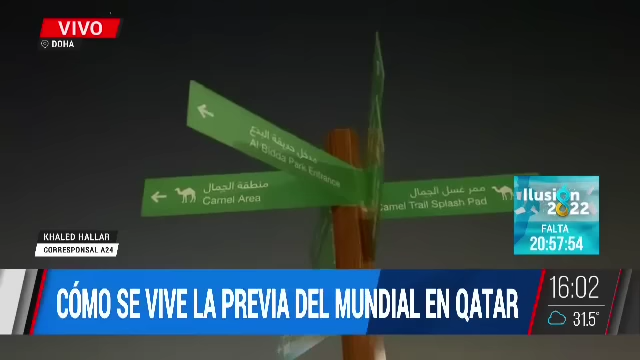 VIVO
DOHA
مدخل حديقة البدع
Al Bidda Park Entrance
منطقة الجمال
Camel Area
ممر غسل الجمال
Camel Trail Splash Pad
Ilusión
2022
FALTA
20:57:54
KHALED HALLAR
CORRESPONSAL A24
CÓMO SE VIVE LA PREVIA DEL MUNDIAL EN QATAR
16:02
31.5°